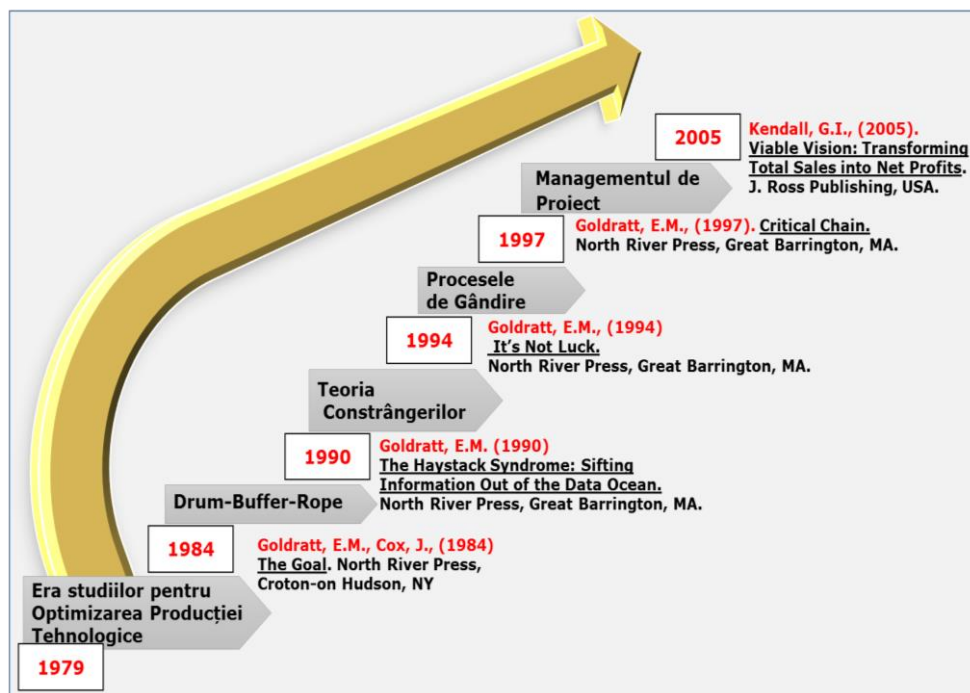 2005
Kendall, G.I., (2005).
Viable Vision: Transforming
Total Sales into Net Profits.
J. Ross Publishing, USA.
Managementul de
Proiect
1997
Goldratt, E.M., (1997). Critical Chain.
North River Press, Great Barrington, MA.
Procesele
de Gândire
1994
Goldratt, E.M., (1994)
It's Not Luck.
North River Press, Great Barrington, MA.
Teoria
Constrângerilor
1990
Goldratt, E.M. (1990)
The Haystack Syndrome: Sifting
Information Out of the Data Ocean.
North River Press, Great Barrington, MA.
Drum-Buffer-Rope
1984
Goldratt, E.M., Cox, J., (1984)
The Goal. North River Press,
Croton-on Hudson, NY
Era studiilor pentru
Optimizarea Producției
Tehnologice
1979